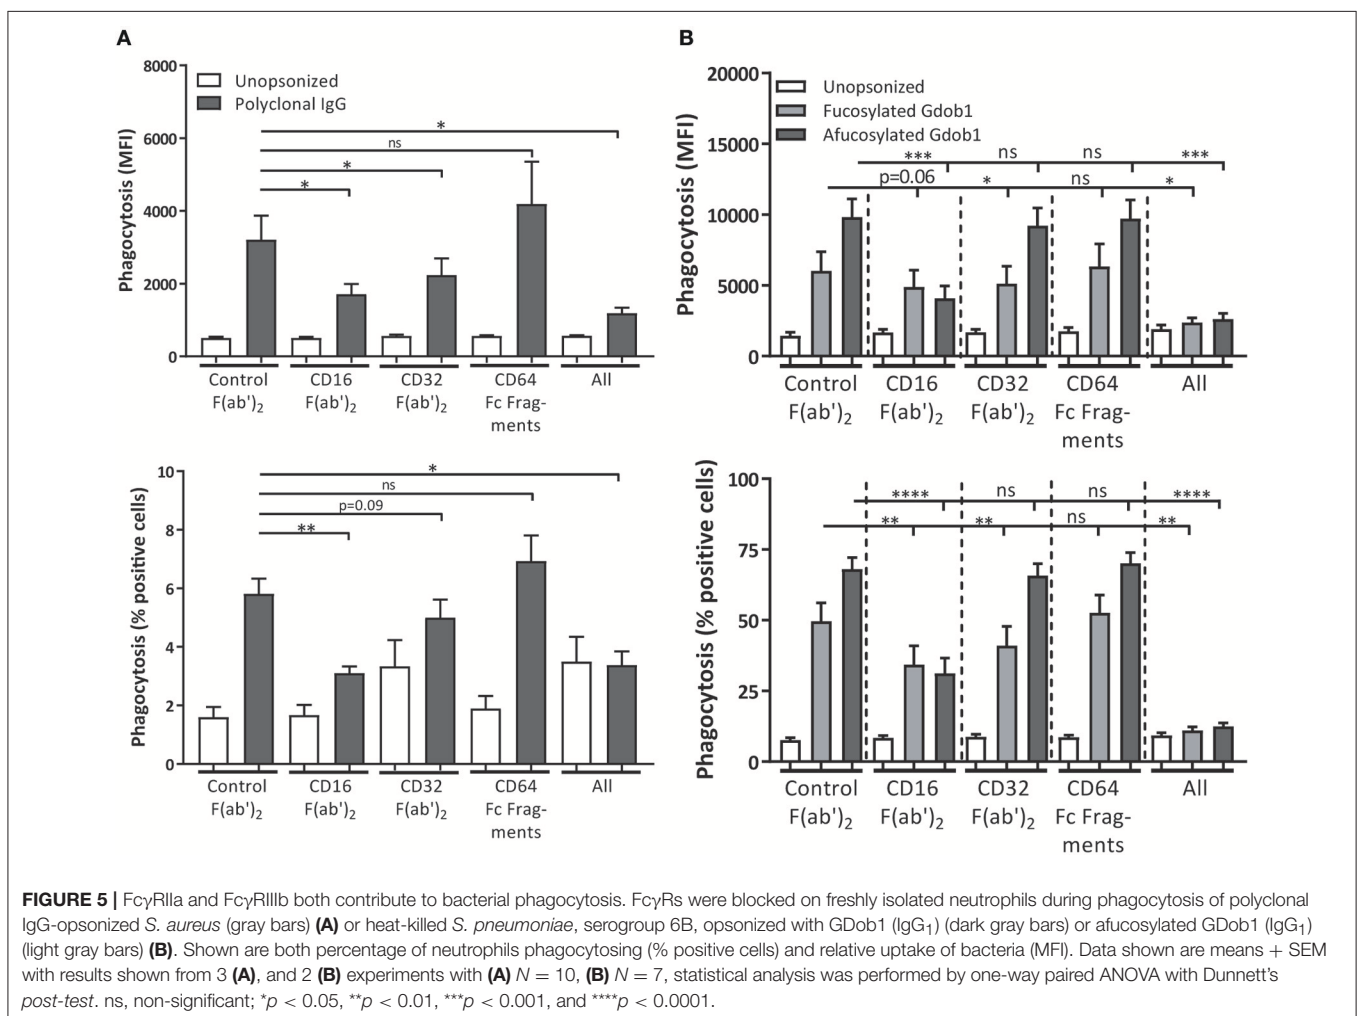 A
8000
6000
4000
2000
0
Phagocytosis (MFI)
Unopsonized
Polyclonal IgG
*
ns
*
*
Control F(ab')2
CD16 F(ab')2
CD32 F(ab')2
CD64 Fc Frag-ments
All
B
20000
15000
10000
5000
0
Phagocytosis (MFI)
Unopsonized
Fucosylated Gdob1
Afucosylated Gdob1
*** ns ns ***
p=0.06 * ns *
Control F(ab')2
CD16 F(ab')2
CD32 F(ab')2
CD64 Fc Frag-ments
All
10
8
6
4
2
0
Phagocytosis (% positive cells)
*
ns
p=0.09
**
Control F(ab')2
CD16 F(ab')2
CD32 F(ab')2
CD64 Fc Frag-ments
All
100
75
50
25
0
Phagocytosis (% positive cells)
**** ns ns ****
** ** ns **
Control F(ab')2
CD16 F(ab')2
CD32 F(ab')2
CD64 Fc Frag-ments
All
FIGURE 5 | FcγRIIa and FcγRIIIb both contribute to bacterial phagocytosis. FcγRs were blocked on freshly isolated neutrophils during phagocytosis of polyclonal
IgG-opsonized S. aureus (gray bars) (A) or heat-killed S. pneumoniae, serogroup 6B, opsonized with GDob1 (IgG1) (dark gray bars) or afucosylated GDob1 (IgG1)
(light gray bars) (B). Shown are both percentage of neutrophils phagocytosing (% positive cells) and relative uptake of bacteria (MFI). Data shown are means + SEM
with results shown from 3 (A), and 2 (B) experiments with (A) N = 10, (B) N = 7, statistical analysis was performed by one-way paired ANOVA with Dunnett's
post-test. ns, non-significant; *p < 0.05, **p < 0.01, ***p < 0.001, and ****p < 0.0001.